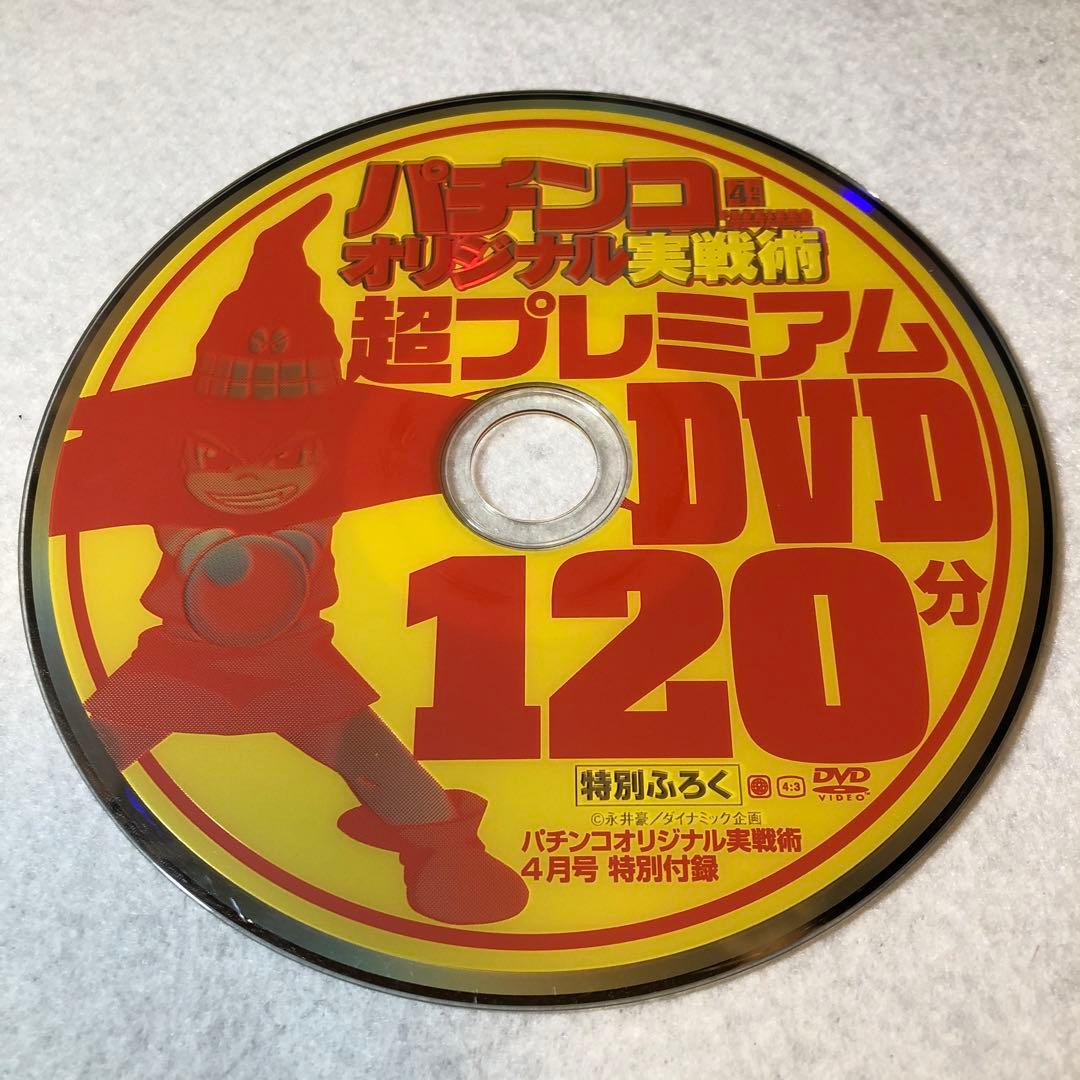 パチンコ
オリジナル実戦術
超プレミアム
DVD
120分
特別ふろく
4:3
DVD
VIDEO
©永井豪/ダイナミック企画
パチンコオリジナル実戦術
4月号 特別付録